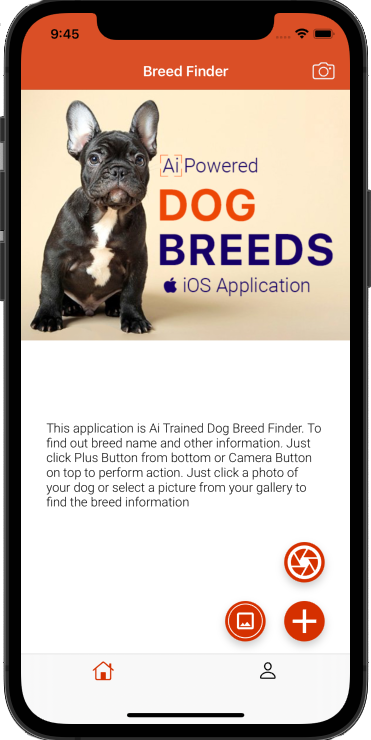 9:45
Breed Finder
Ai Powered
DOG
BREEDS
iOS Application
This application is Ai Trained Dog Breed Finder. To
find out breed name and other information. Just
click Plus Button from bottom or Camera Button
on top to perform action. Just click a photo of
your dog or select a picture from your gallery to
find the breed information